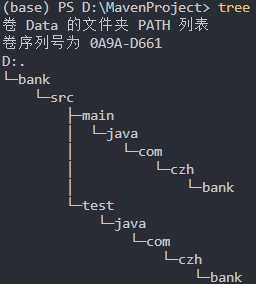 (base) PS D:\MavenProject> tree
卷 Data 的文件夹 PATH 列表
卷序列号为 0A9A-D661
D:.
└─bank
    └─src
        ├─main
        │  └─java
        │      └─com
        │          └─czh
        │              └─bank
        └─test
            └─java
                └─com
                    └─czh
                        └─bank